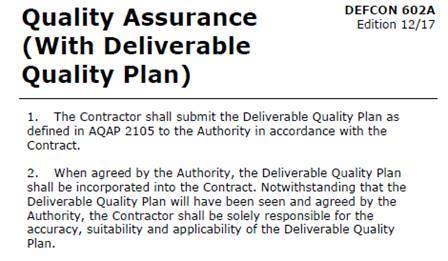 Quality Assurance
(With Deliverable
Quality Plan)
DEFCON 602A
Edition 12/17
1. The Contractor shall submit the Deliverable Quality Plan as
defined in AQAP 2105 to the Authority in accordance with the
Contract.
2. When agreed by the Authority, the Deliverable Quality Plan
shall be incorporated into the Contract. Notwithstanding that the
Deliverable Quality Plan will have been seen and agreed by the
Authority, the Contractor shall be solely responsible for the
accuracy, suitability and applicability of the Deliverable Quality
Plan.